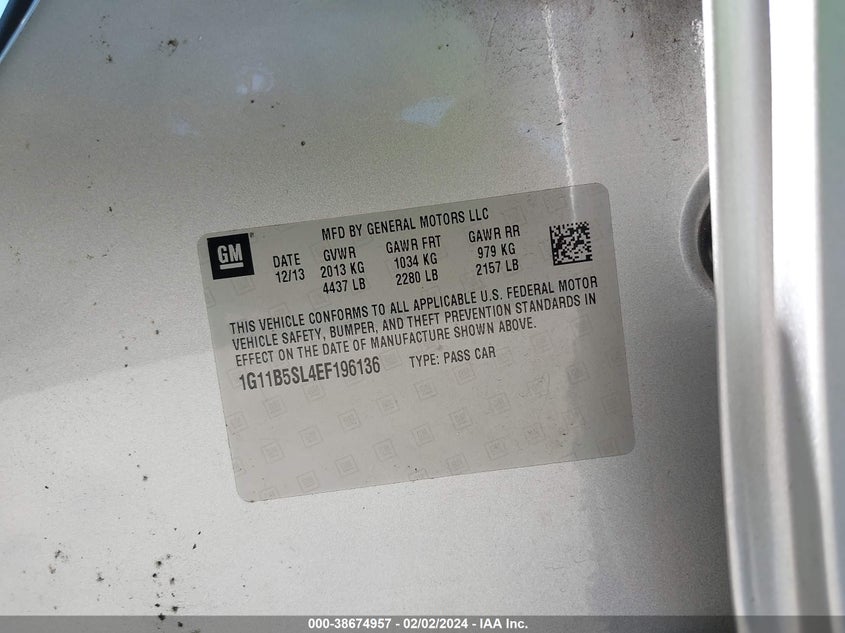 GM
MFD BY GENERAL MOTORS LLC
DATE GVWR GAWR FRT GAWR RR
12/13 2013 KG 1034 KG 979 KG
4437 LB 2280 LB 2157 LB
THIS VEHICLE CONFORMS TO ALL APPLICABLE U.S. FEDERAL MOTOR
VEHICLE SAFETY, BUMPER, AND THEFT PREVENTION STANDARDS IN
EFFECT ON THE DATE OF MANUFACTURE SHOWN ABOVE.
1G11B5SL4EF196136 TYPE: PASS CAR
000-38674957 - 02/02/2024 - IAA Inc.